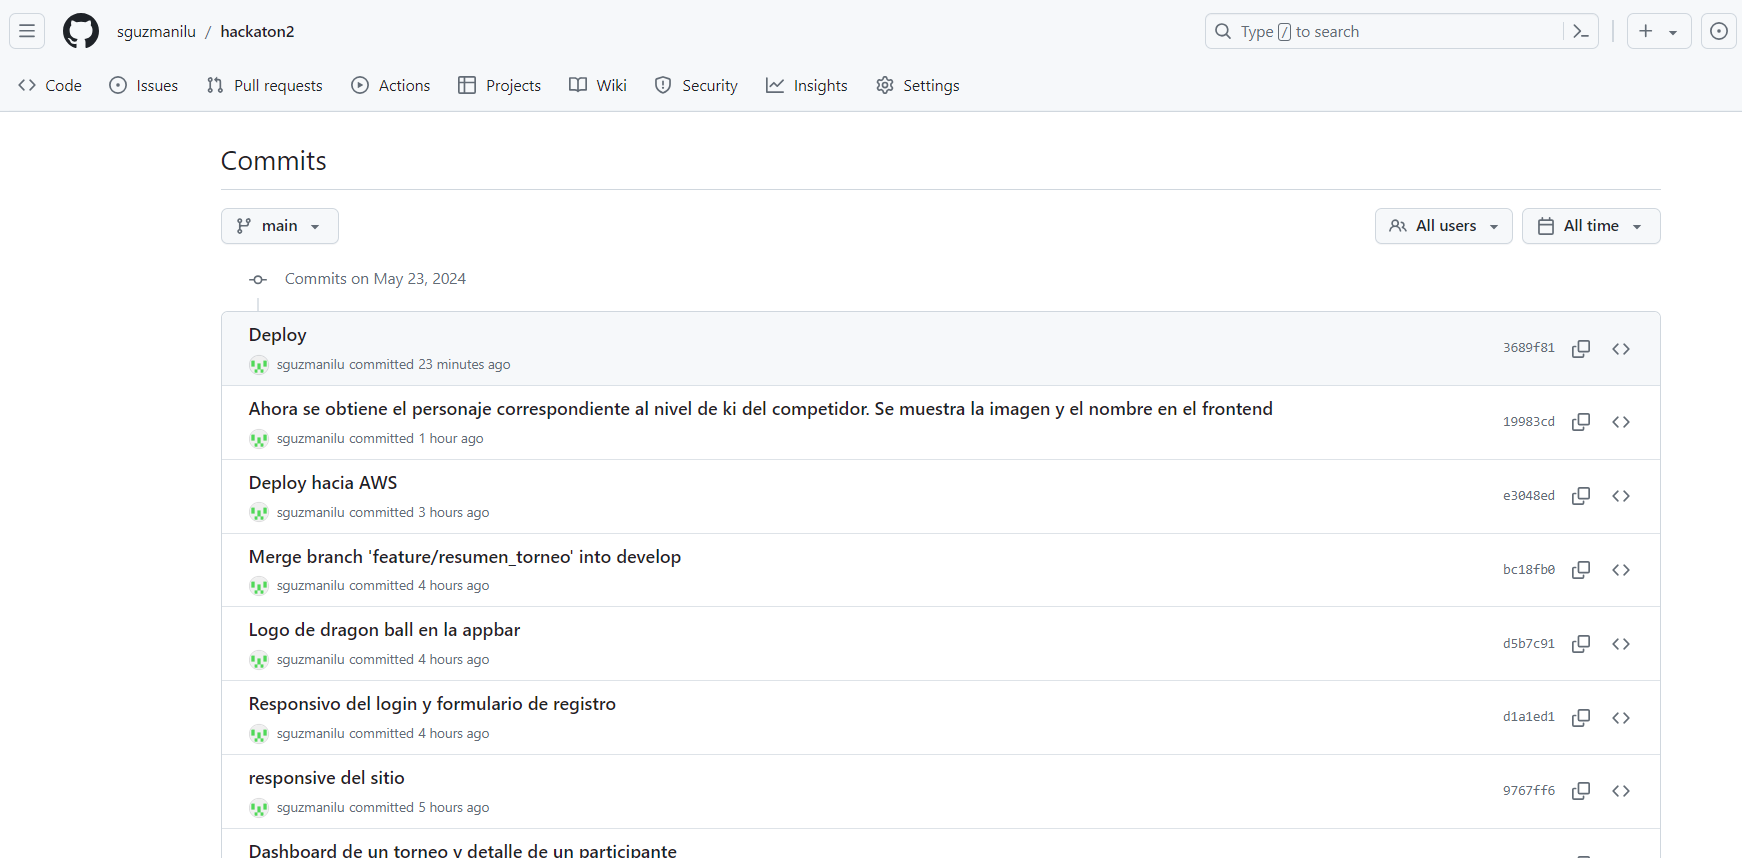 sguzmanilu / hackaton2
Type / to search
Code Issues Pull requests Actions Projects Wiki Security Insights Settings
Commits
main All users All time
Commits on May 23, 2024
Deploy
sguzmanilu committed 23 minutes ago
3689f81
Ahora se obtiene el personaje correspondiente al nivel de ki del competidor. Se muestra la imagen y el nombre en el frontend
sguzmanilu committed 1 hour ago
19983cd
Deploy hacia AWS
sguzmanilu committed 3 hours ago
e3048ed
Merge branch 'feature/resumen_torneo' into develop
sguzmanilu committed 4 hours ago
bc18fb0
Logo de dragon ball en la appbar
sguzmanilu committed 4 hours ago
d5b7c91
Responsivo del login y formulario de registro
sguzmanilu committed 4 hours ago
d1a1ed1
responsive del sitio
sguzmanilu committed 5 hours ago
9767ff6
Dashboard de un torneo y detalle de un participante